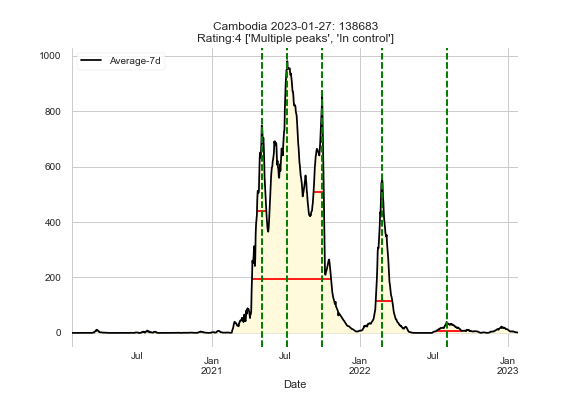 Cambodia 2023-01-27: 138683
Rating:4 ['Multiple peaks', 'In control']
Average-7d
1000
800
600
400
200
0
Jul
Jan
2021
Jul
Jan
2022
Jul
Jan
2023
Date